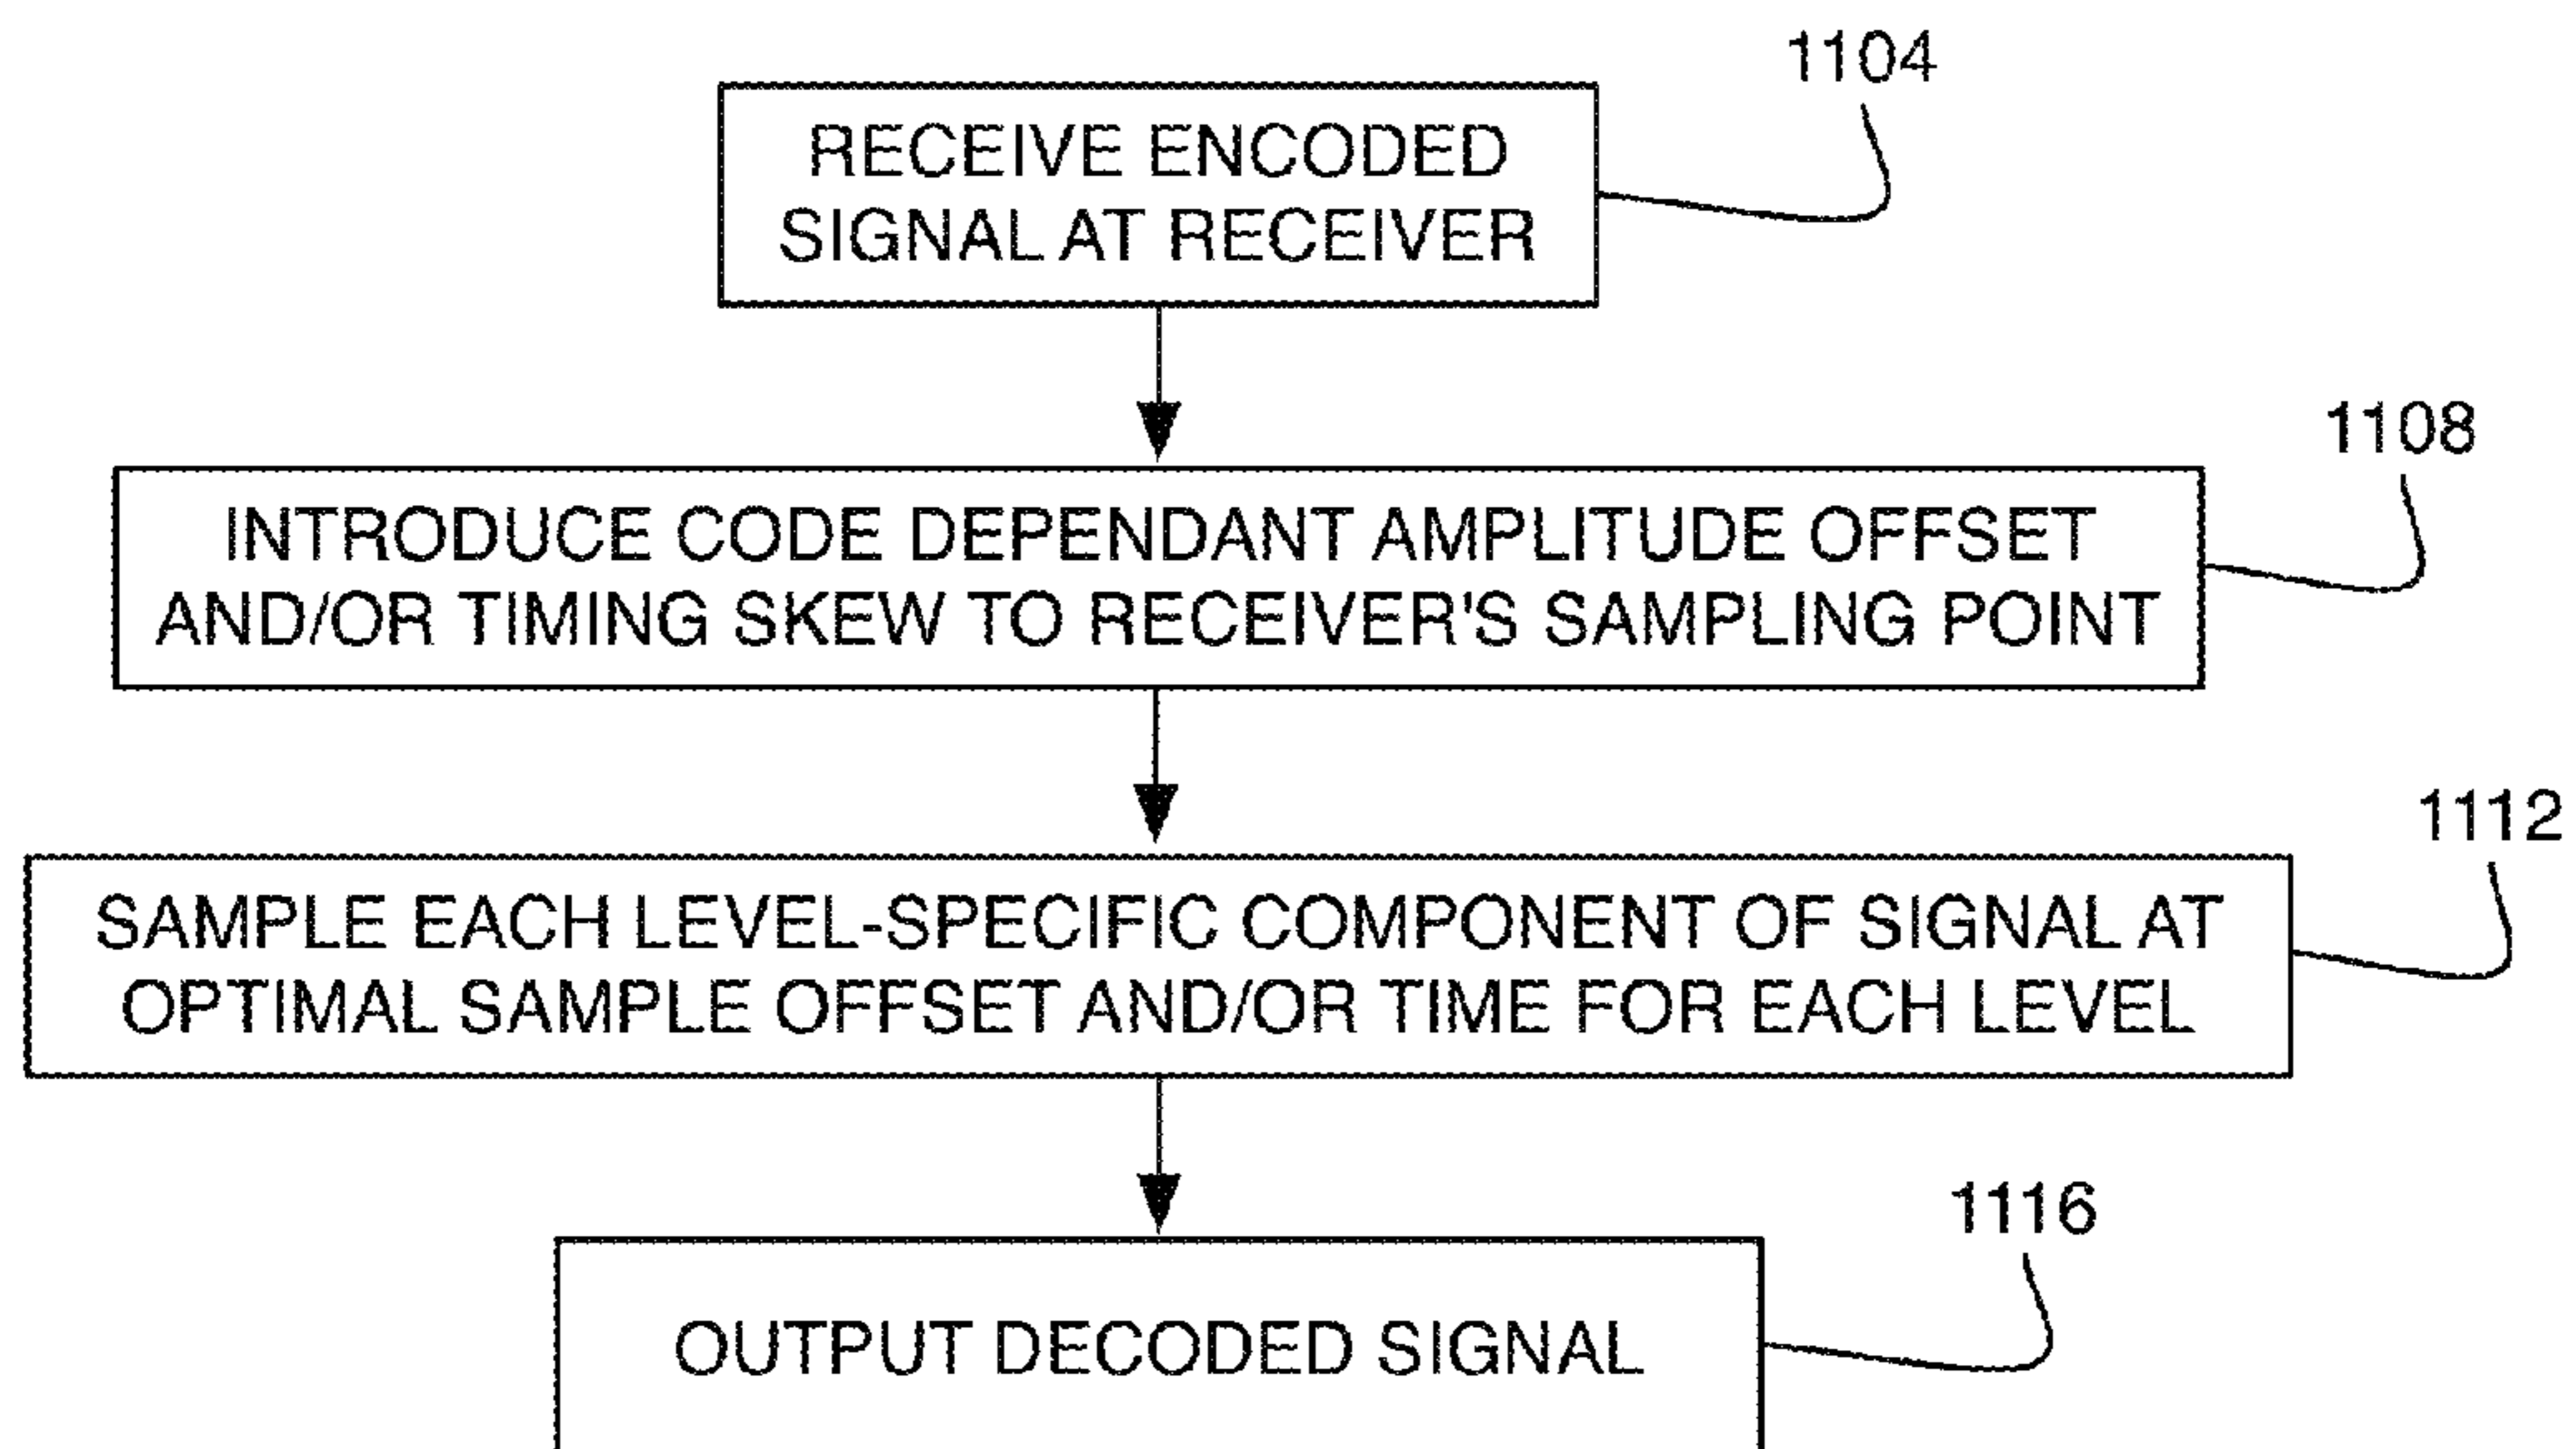 1104
RECEIVE ENCODED
SIGNAL AT RECEIVER
1108
INTRODUCE CODE DEPENDANT AMPLITUDE OFFSET
AND/OR TIMING SKEW TO RECEIVER'S SAMPLING POINT
1112
SAMPLE EACH LEVEL-SPECIFIC COMPONENT OF SIGNAL AT
OPTIMAL SAMPLE OFFSET AND/OR TIME FOR EACH LEVEL
1116
OUTPUT DECODED SIGNAL